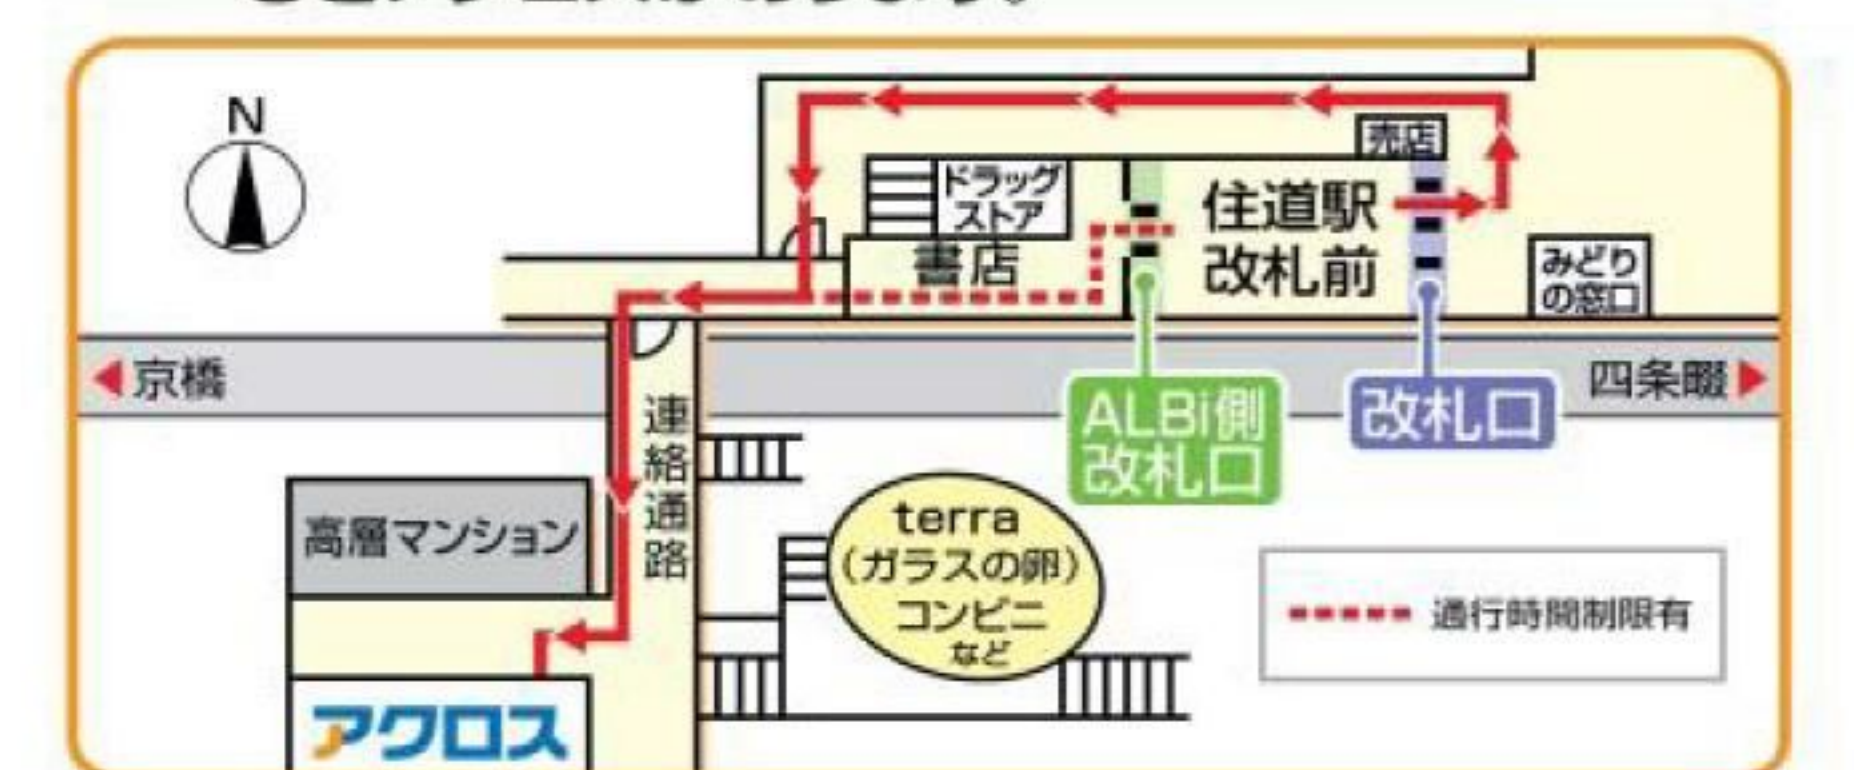 N
売店
ドラッグ
ストア
住道駅
改札前
書店
みどり
の窓口
京橋
四条畷
ALBi側
改札口
改札口
連絡通路
高層マンション
terra
(ガラスの卵)
コンビニ
など
通行時間制限有
アクロス